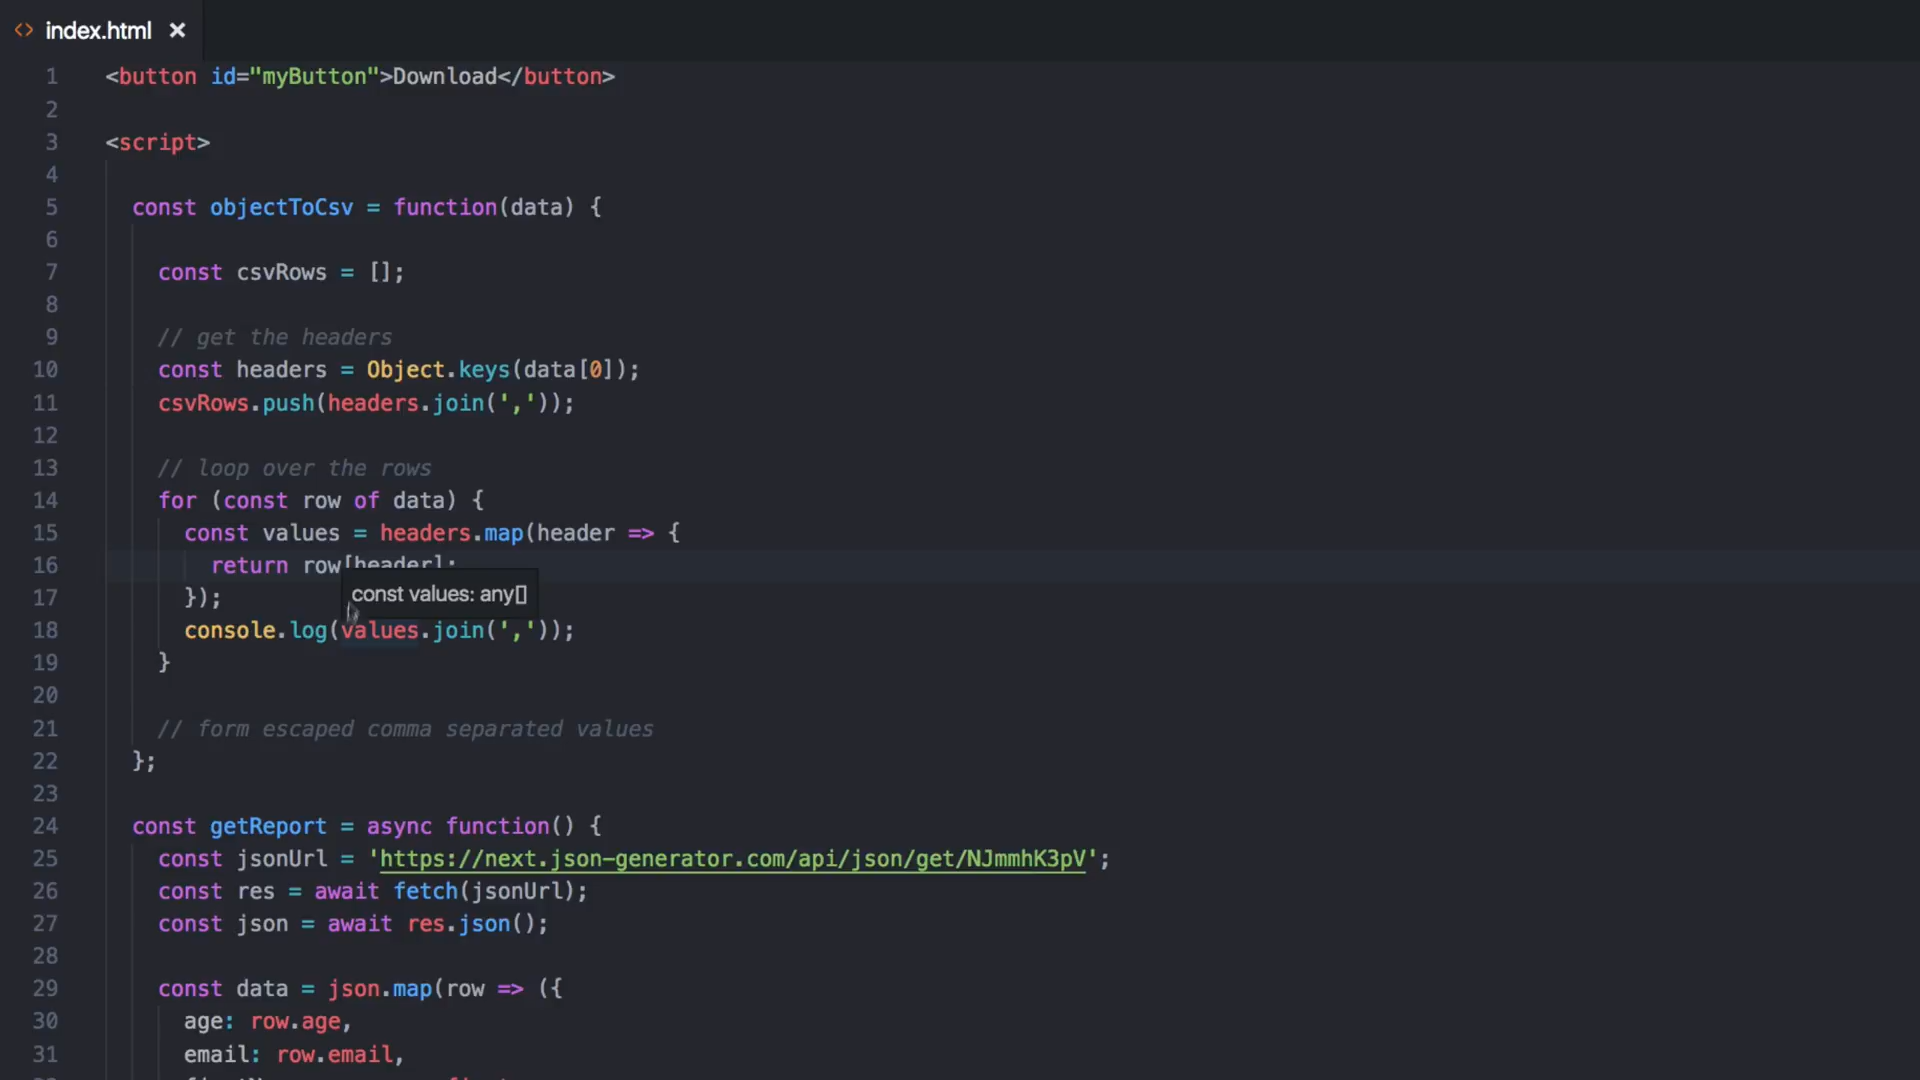 index.html
1 <button id="myButton">Download</button>
2
3 <script>
4
5 const objectToCsv = function(data) {
6
7 const csvRows = [];
8
9 // get the headers
10 const headers = Object.keys(data[0]);
11 csvRows.push(headers.join(','));
12
13 // loop over the rows
14 for (const row of data) {
15 const values = headers.map(header => {
16 return row[header];
const values: any[]
17 });
18 console.log(values.join(','));
19 }
20
21 // form escaped comma separated values
22 };
23
24 const getReport = async function() {
25 const jsonUrl = 'https://next.json-generator.com/api/json/get/NJmmhK3pV';
26 const res = await fetch(jsonUrl);
27 const json = await res.json();
28
29 const data = json.map(row => ({
30 age: row.age,
31 email: row.email,